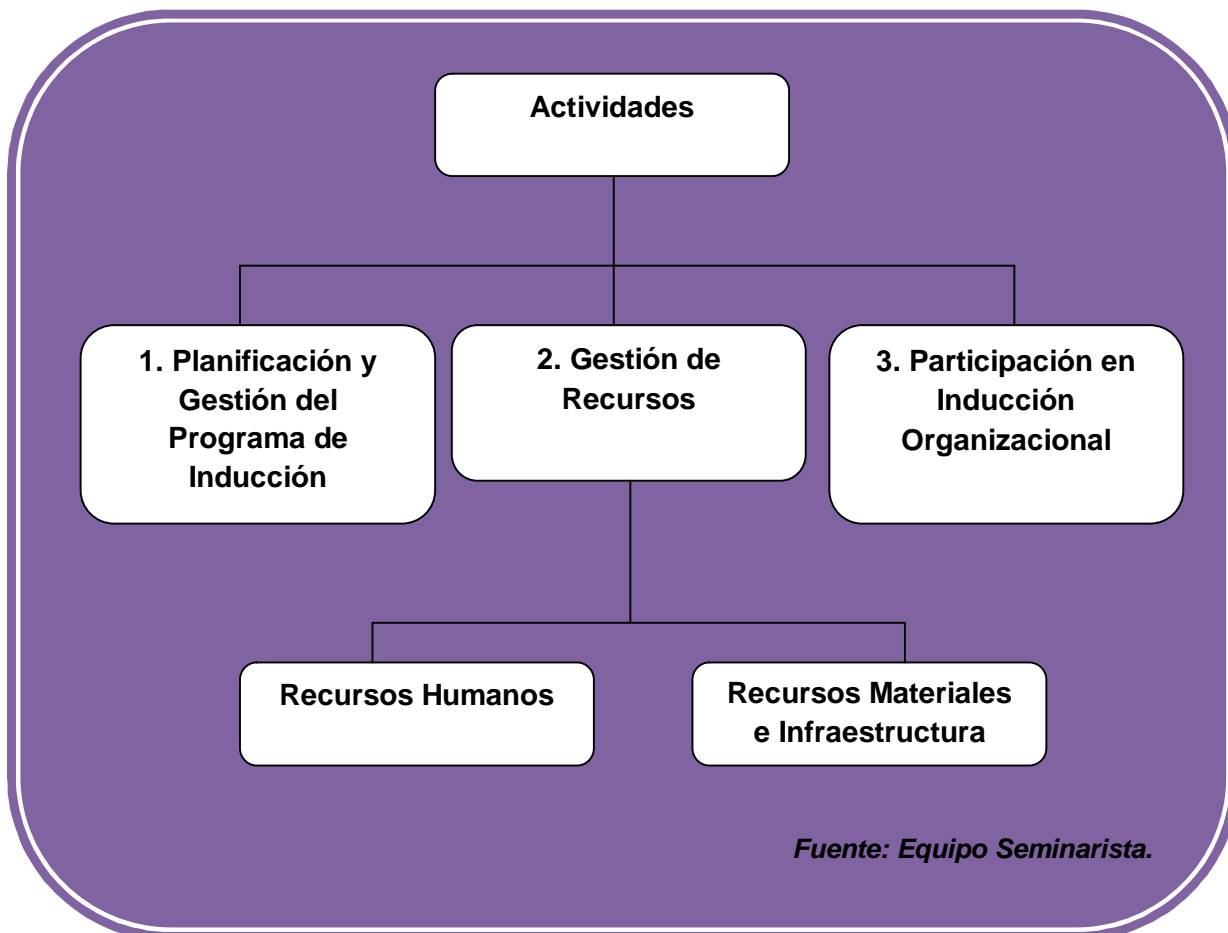 Actividades
1. Planificación y
Gestión del
Programa de
Inducción
2. Gestión de
Recursos
3. Participación en
Inducción
Organizacional
Recursos Humanos
Recursos Materiales
e Infraestructura
Fuente: Equipo Seminarista.